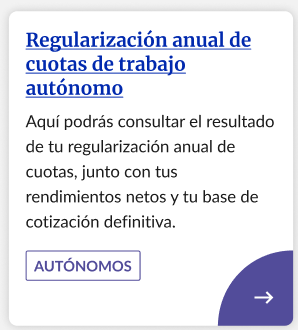 Regularización anual de
cuotas de trabajo
autónomo
Aquí podrás consultar el resultado
de tu regularización anual de
cuotas, junto con tus
rendimientos netos y tu base de
cotización definitiva.
AUTÓNOMOS